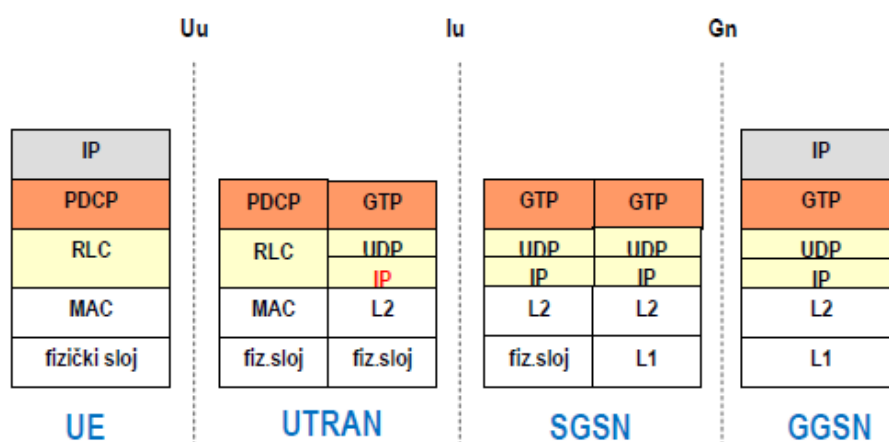 Uu Iu Gn
IP IP
PDCP PDCP GTP GTP GTP GTP
RLC RLC UDP UDP UDP UDP
IP IP IP IP
MAC MAC L2 L2 L2 L2
fizički sloj fiz.sloj fiz.sloj fiz.sloj L1 L1
UE UTRAN SGSN GGSN